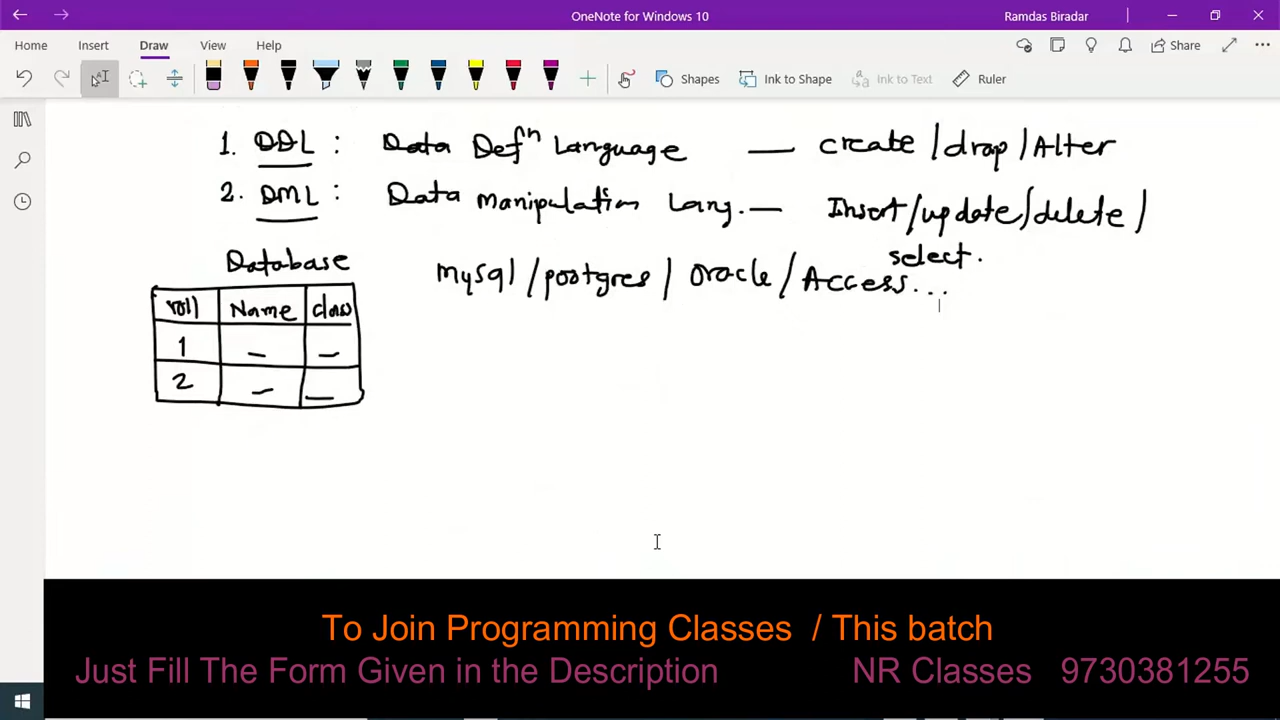 OneNote for Windows 10
Ramdas Biradar
Home Insert Draw View Help
Share
Shapes Ink to Shape Ink to Text Ruler
1. DDL : Data Defⁿ Language — create/drop/Alter
2. DML : Data manipulation Lang. — Insert/update/delete/
select.
Database
Mysql/postgres/Oracle/Access...
roll Name class
1 – –
2 – –
To Join Programming Classes / This batch
Just Fill The Form Given in the Description NR Classes 9730381255